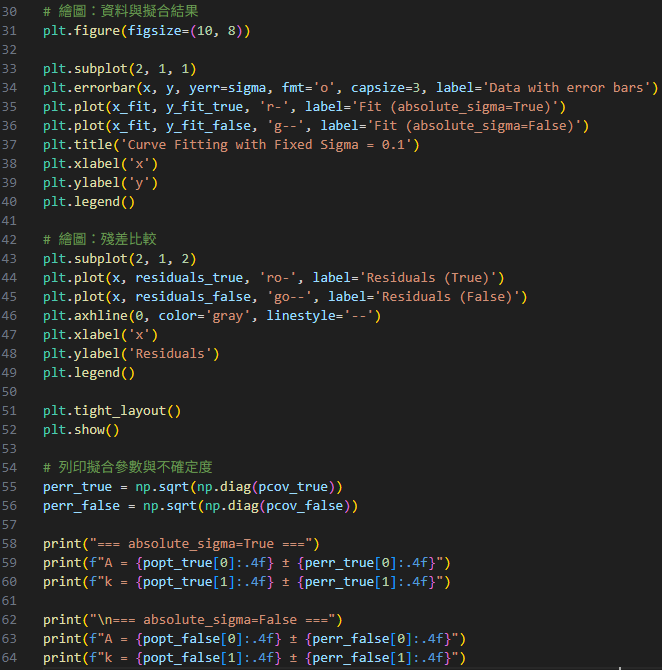 30 # 繪圖：資料與擬合結果
31 plt.figure(figsize=(10, 8))
32
33 plt.subplot(2, 1, 1)
34 plt.errorbar(x, y, yerr=sigma, fmt='o', capsize=3, label='Data with error bars')
35 plt.plot(x_fit, y_fit_true, 'r-', label='Fit (absolute_sigma=True)')
36 plt.plot(x_fit, y_fit_false, 'g--', label='Fit (absolute_sigma=False)')
37 plt.title('Curve Fitting with Fixed Sigma = 0.1')
38 plt.xlabel('x')
39 plt.ylabel('y')
40 plt.legend()
41
42 # 繪圖：殘差比較
43 plt.subplot(2, 1, 2)
44 plt.plot(x, residuals_true, 'ro-', label='Residuals (True)')
45 plt.plot(x, residuals_false, 'go--', label='Residuals (False)')
46 plt.axhline(0, color='gray', linestyle='--')
47 plt.xlabel('x')
48 plt.ylabel('Residuals')
49 plt.legend()
50
51 plt.tight_layout()
52 plt.show()
53
54 # 列印擬合參數與不確定度
55 perr_true = np.sqrt(np.diag(pcov_true))
56 perr_false = np.sqrt(np.diag(pcov_false))
57
58 print("=== absolute_sigma=True ===")
59 print(f"A = {popt_true[0]:.4f} ± {perr_true[0]:.4f}")
60 print(f"k = {popt_true[1]:.4f} ± {perr_true[1]:.4f}")
61
62 print("\n=== absolute_sigma=False ===")
63 print(f"A = {popt_false[0]:.4f} ± {perr_false[0]:.4f}")
64 print(f"k = {popt_false[1]:.4f} ± {perr_false[1]:.4f}")